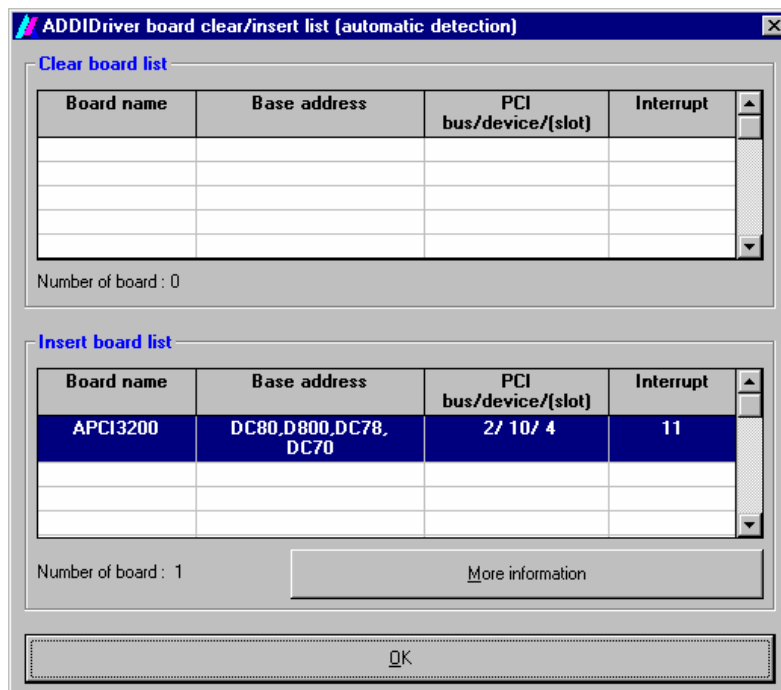 ADDIDriver board clear/insert list (automatic detection)
Clear board list
Board name Base address PCI Interrupt
bus/device/(slot)
Number of board : 0
Insert board list
Board name Base address PCI Interrupt
bus/device/(slot)
APCI3200 DC80,D800,DC78, 2/ 10/ 4 11
DC70
Number of board : 1 More information
OK